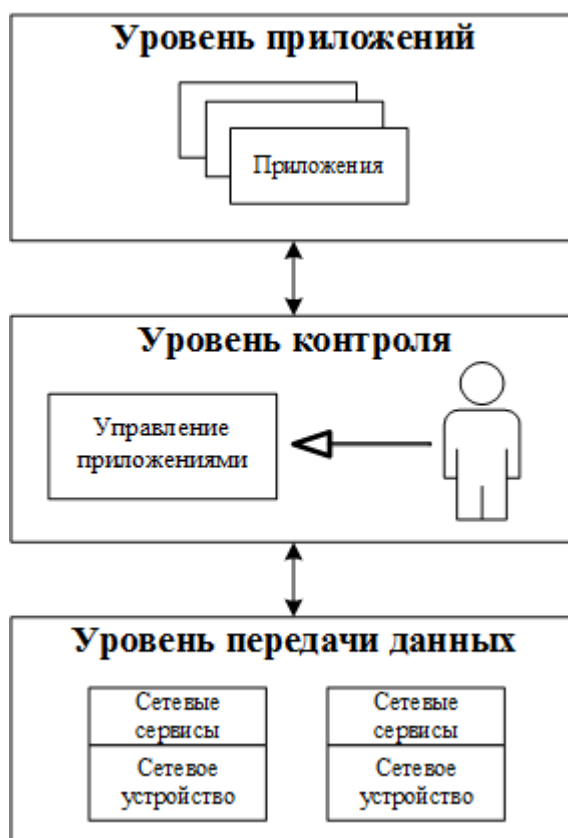 Уровень приложений
Приложения
Уровень контроля
Управление
приложениями
Уровень передачи данных
Сетевые
сервисы
Сетевое
устройство
Сетевые
сервисы
Сетевое
устройство